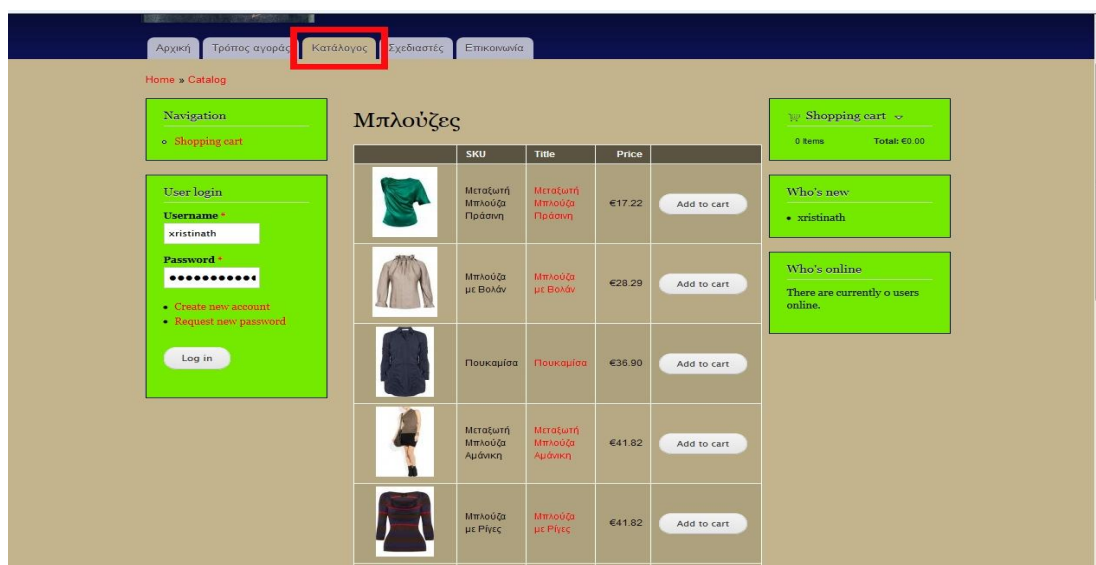 Αρχική Τρόπος αγοράς Κατάλογος Σχεδιαστές Επικοινωνία
Home » Catalog
Navigation
Shopping cart
User login
Username *
xristinath
Password *
Create new account
Request new password
Log in
Μπλούζες
SKU Title Price
Μεταξωτή Μεταξωτή
Μπλούζα Μπλούζα €17.22 Add to cart
Πράσινη Πράσινη
Μπλούζα Μπλούζα €28.29 Add to cart
με Βολάν με Βολάν
Πουκαμίσα Πουκαμίσα €36.90 Add to cart
Μεταξωτή Μεταξωτή
Μπλούζα Μπλούζα €41.82 Add to cart
Αμάνικη Αμάνικη
Μπλούζα Μπλούζα €41.82 Add to cart
με Ρίγες με Ρίγες
Shopping cart
0 Items Total: €0.00
Who's new
xristinath
Who's online
There are currently 0 users
online.